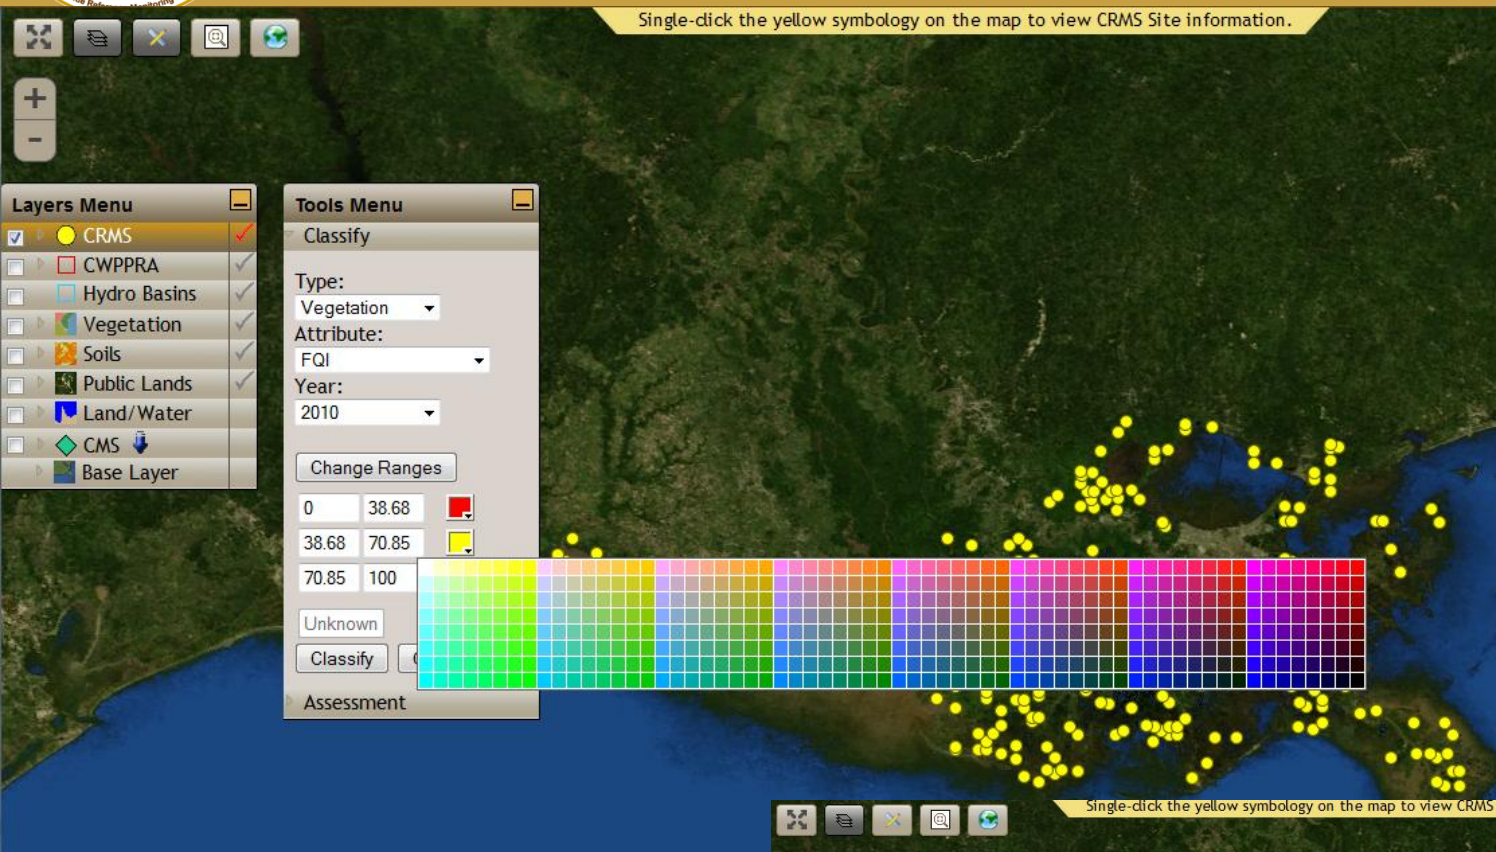 de Reference Monitoring
Single-click the yellow symbology on the map to view CRMS Site information.
+
-
Layers Menu
CRMS
CWPPRA
Hydro Basins
Vegetation
Soils
Public Lands
Land/Water
CMS
Base Layer
Tools Menu
Classify
Type:
Vegetation
Attribute:
FQI
Year:
2010
Change Ranges
0 38.68
38.68 70.85
70.85 100
Unknown
Classify
Assessment
Single-click the yellow symbology on the map to view CRMS